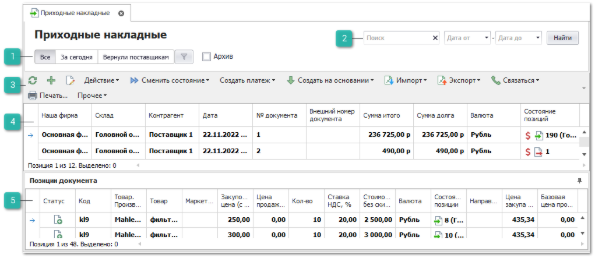 Приходные накладные
Приходные накладные
2 Поиск Дата от - Дата до Найти
1 Все За сегодня Вернули поставщикам Архив
3 Действие Сменить состояние Создать платеж Создать на основании Импорт Экспорт Связаться
Печать... Прочее
Наша фирма Склад Контрагент Дата № документа Внешний номер документа Сумма итого Сумма долга Валюта Состояние позиций
4 Основная ф... Головной о... Поставщик 1 22.11.2022 ... 1 236 725,00 р 236 725,00 р Рубль $ 190 (Го...
Основная ф... Головной о... Поставщик 1 22.11.2022 ... 2 490,00 р 490,00 р Рубль $ 1
Позиция 1 из 12. Выделено: 0
Позиции документа
5 Статус Код Товар. Произв... Товар Маркет... Закупо... цена (с ... Цена продаж... Кол-во Ставка НДС, % Стоимо... без ски... Валюта Состоя... позиции Направ... Цена закупа ... Базовая цена про...
kl9 Mahle... фильт... 250,00 0,00 10 20,00 2 500,00 Рубль 8 (Г... 435,34 0,00
kl9 Mahle... фильт... 300,00 0,00 10 20,00 3 000,00 Рубль 10 (... 435,34 0,00
Позиция 1 из 48. Выделено: 0